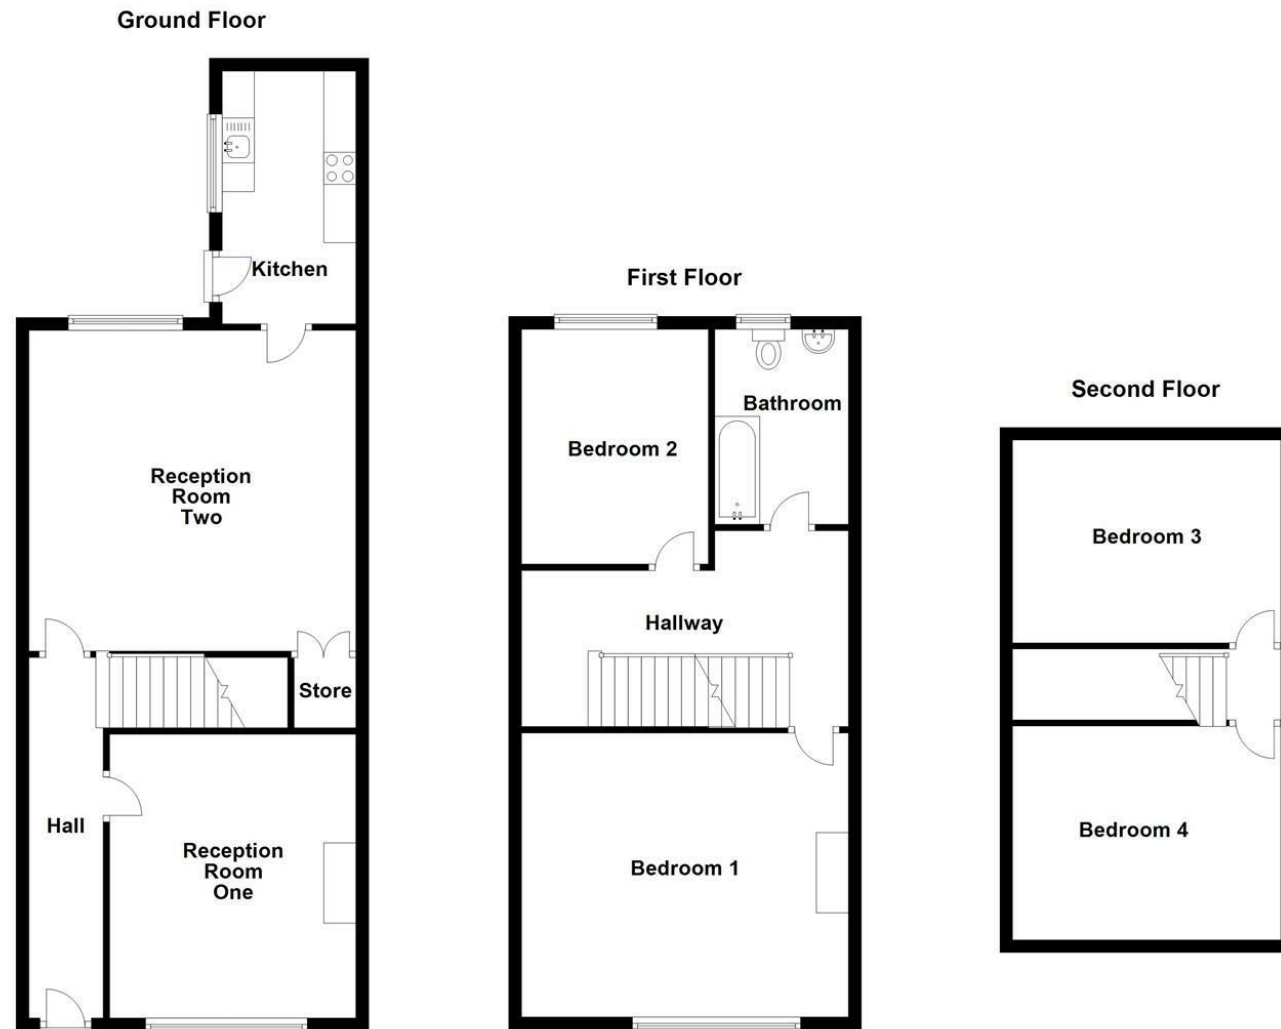 Ground Floor
Kitchen
Reception
Room
Two
Store
Hall
Reception
Room
One
First Floor
Bathroom
Bedroom 2
Hallway
Bedroom 1
Second Floor
Bedroom 3
Bedroom 4